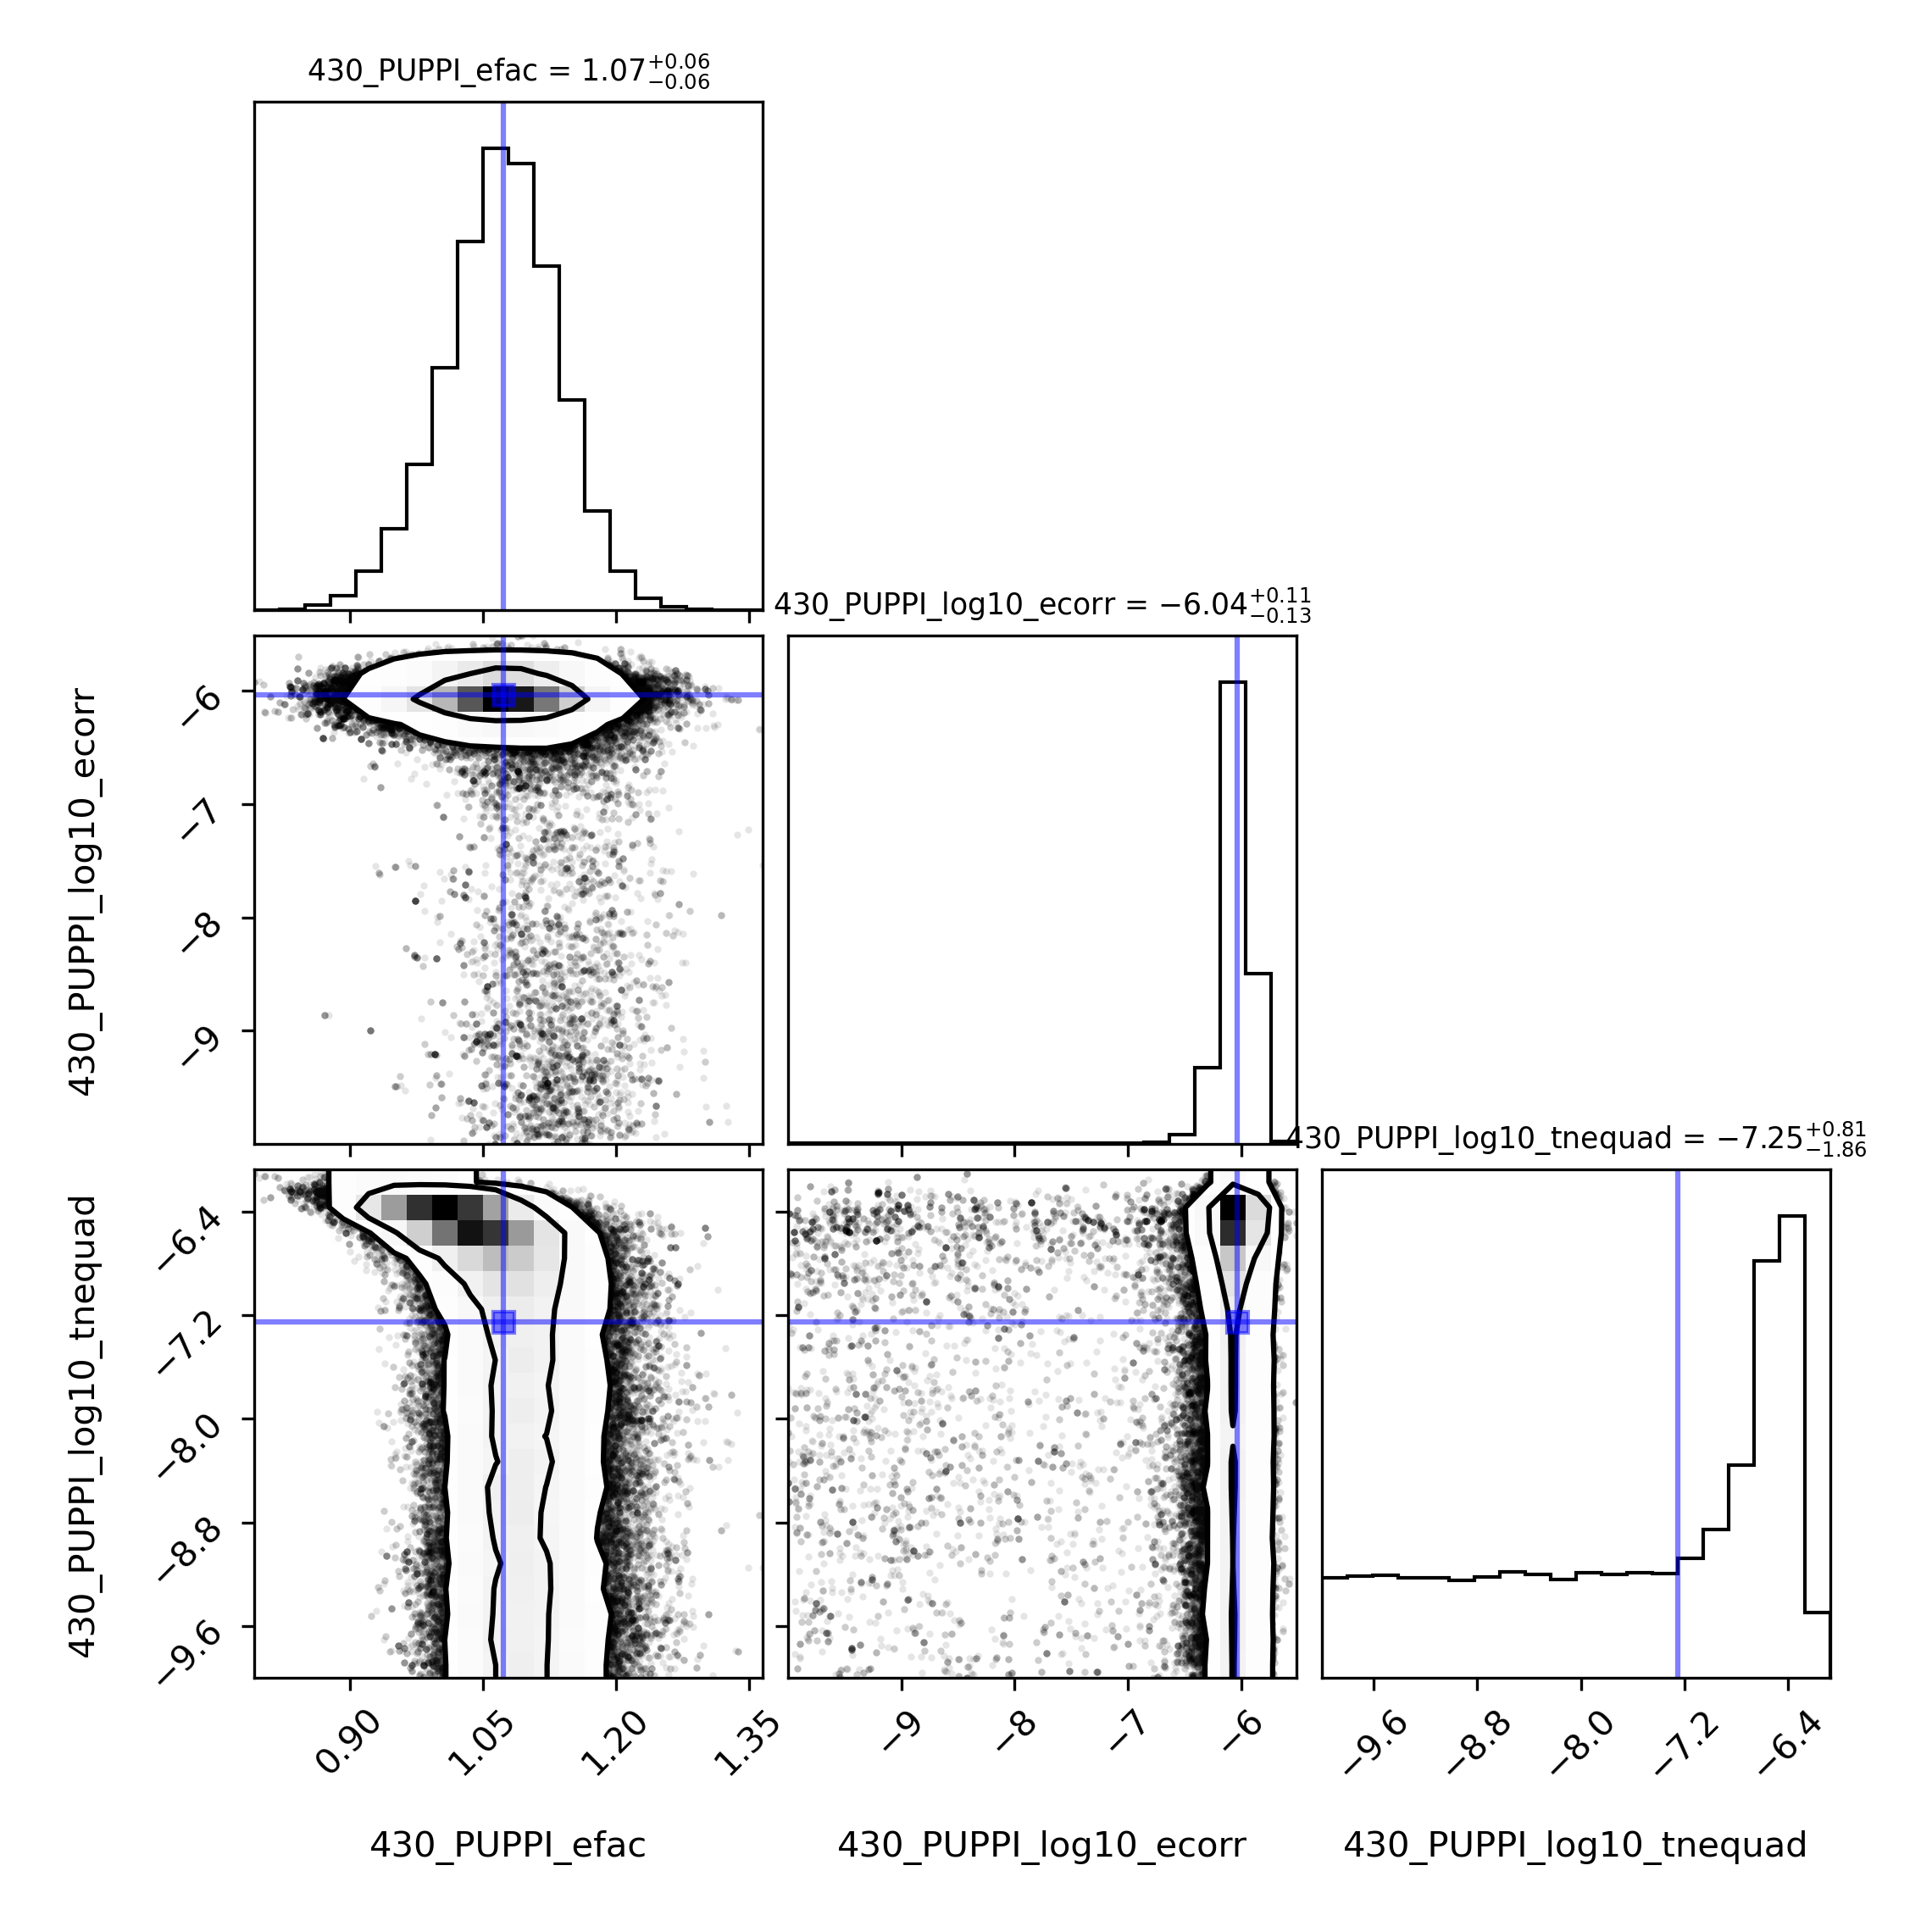 430_PUPPI_efac = 1.07+0.06−0.06
430_PUPPI_log10_ecorr = −6.04+0.11−0.13
430_PUPPI_log10_ecorr
−6
−7
−8
−9
430_PUPPI_log10_tnequad = −7.25+0.81−1.86
430_PUPPI_log10_tnequad
−6.4
−7.2
−8.0
−8.8
−9.6
0.90 1.05 1.20 1.35
−9 −8 −7 −6
−9.6 −8.8 −8.0 −7.2 −6.4
430_PUPPI_efac
430_PUPPI_log10_ecorr
430_PUPPI_log10_tnequad